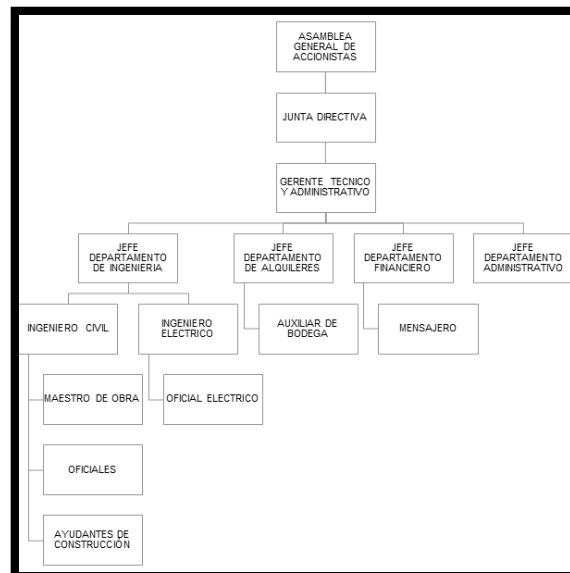 ASAMBLEA
GENERAL DE
ACCIONISTAS
JUNTA DIRECTIVA
GERENTE TECNICO
Y ADMINISTRATIVO
JEFE
DEPARTAMENTO
DE INGENIERIA
JEFE
DEPARTAMENTO
DE ALQUILERES
JEFE
DEPARTAMENTO
FINANCIERO
JEFE
DEPARTAMENTO
ADMINISTRATIVO
INGENIERO CIVIL
INGENIERO
ELECTRICO
AUXILIAR DE
BODEGA
MENSAJERO
MAESTRO DE OBRA
OFICIAL ELECTRICO
OFICIALES
AYUDANTES DE
CONSTRUCCIÓN